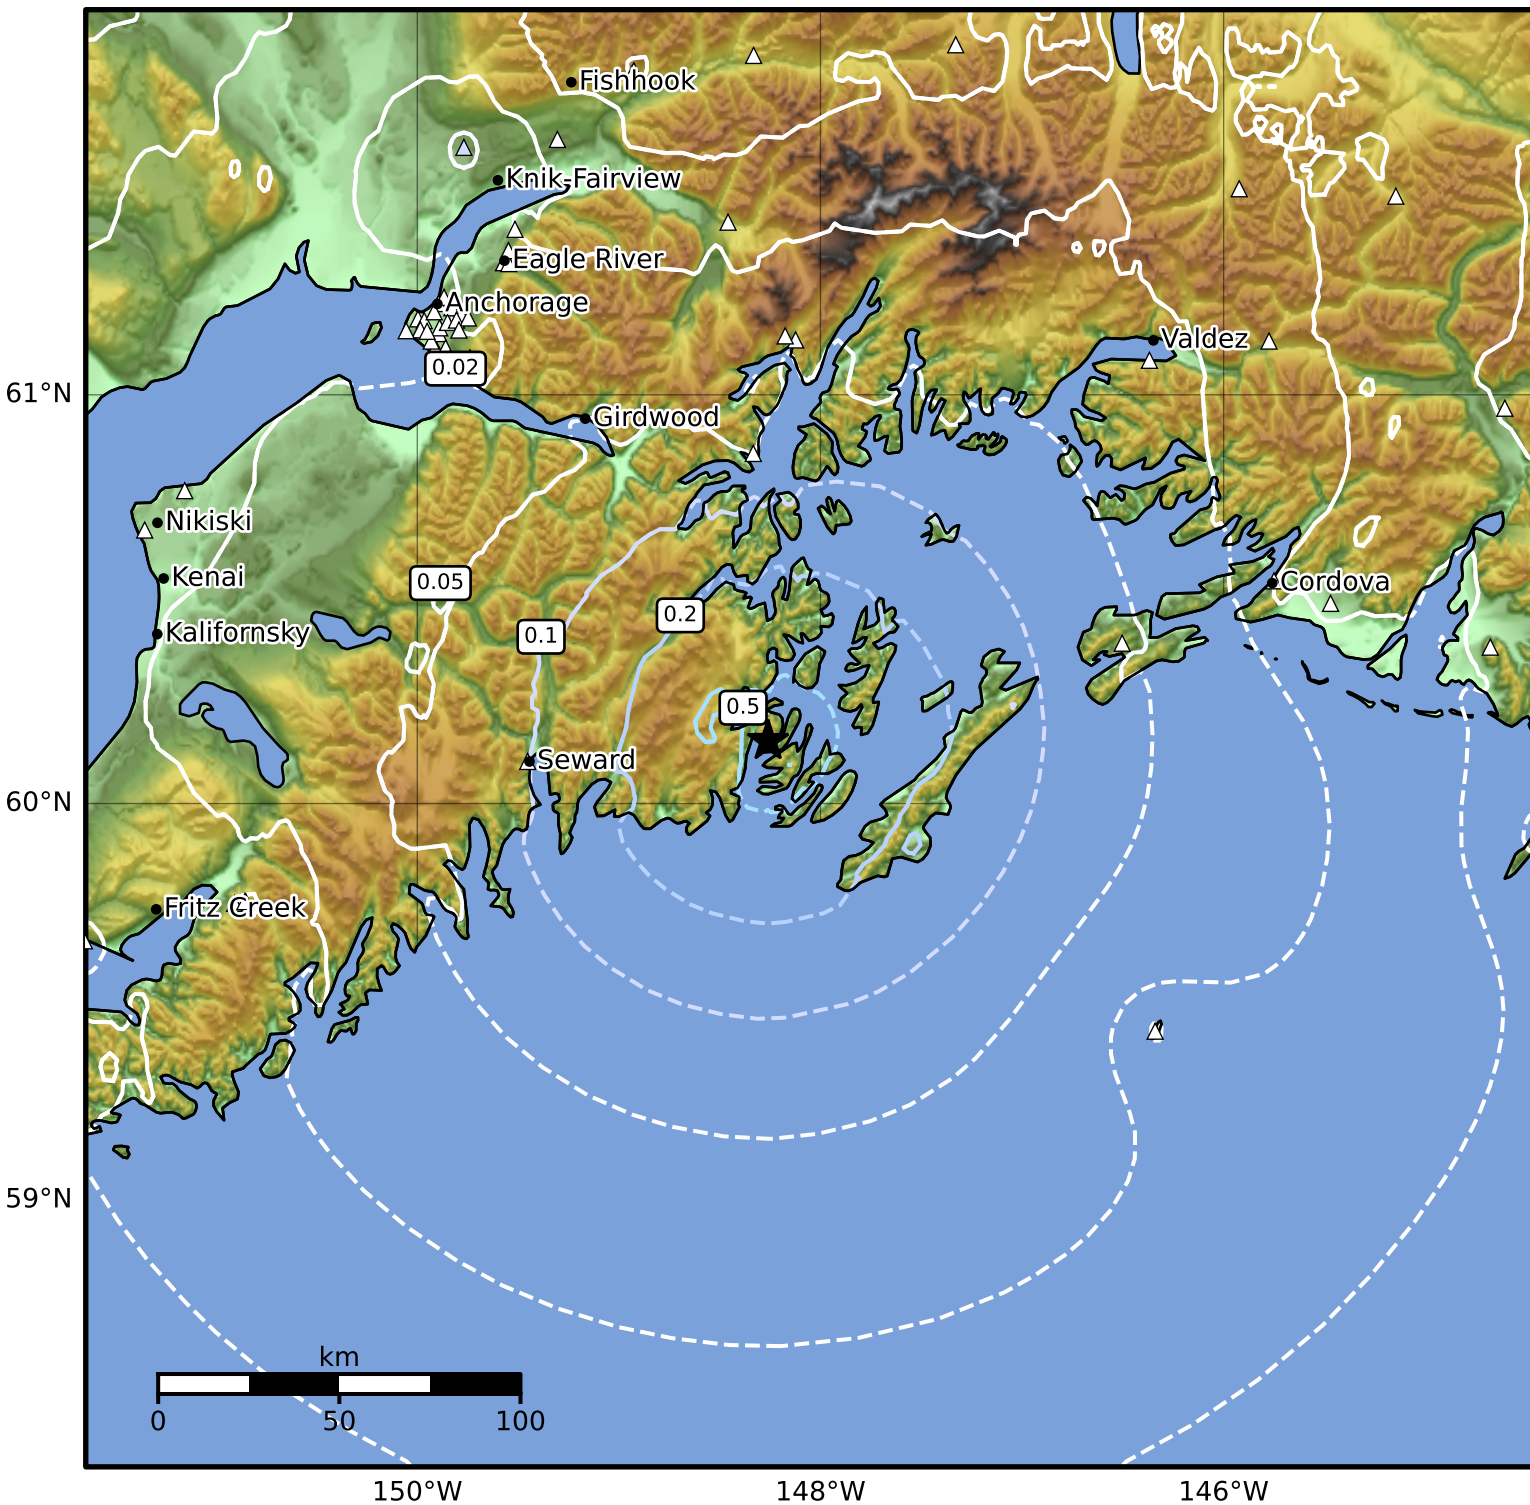 Fishhook
Knik-Fairview
Eagle River
Anchorage
Valdez
0.02
61°N
Girdwood
Nikiski
Kenai
0.05
Cordova
0.2
Kalifornsky
0.1
0.5
Seward
60°N
Fritz Creek
59°N
km
0 50 100
150°W 148°W 146°W